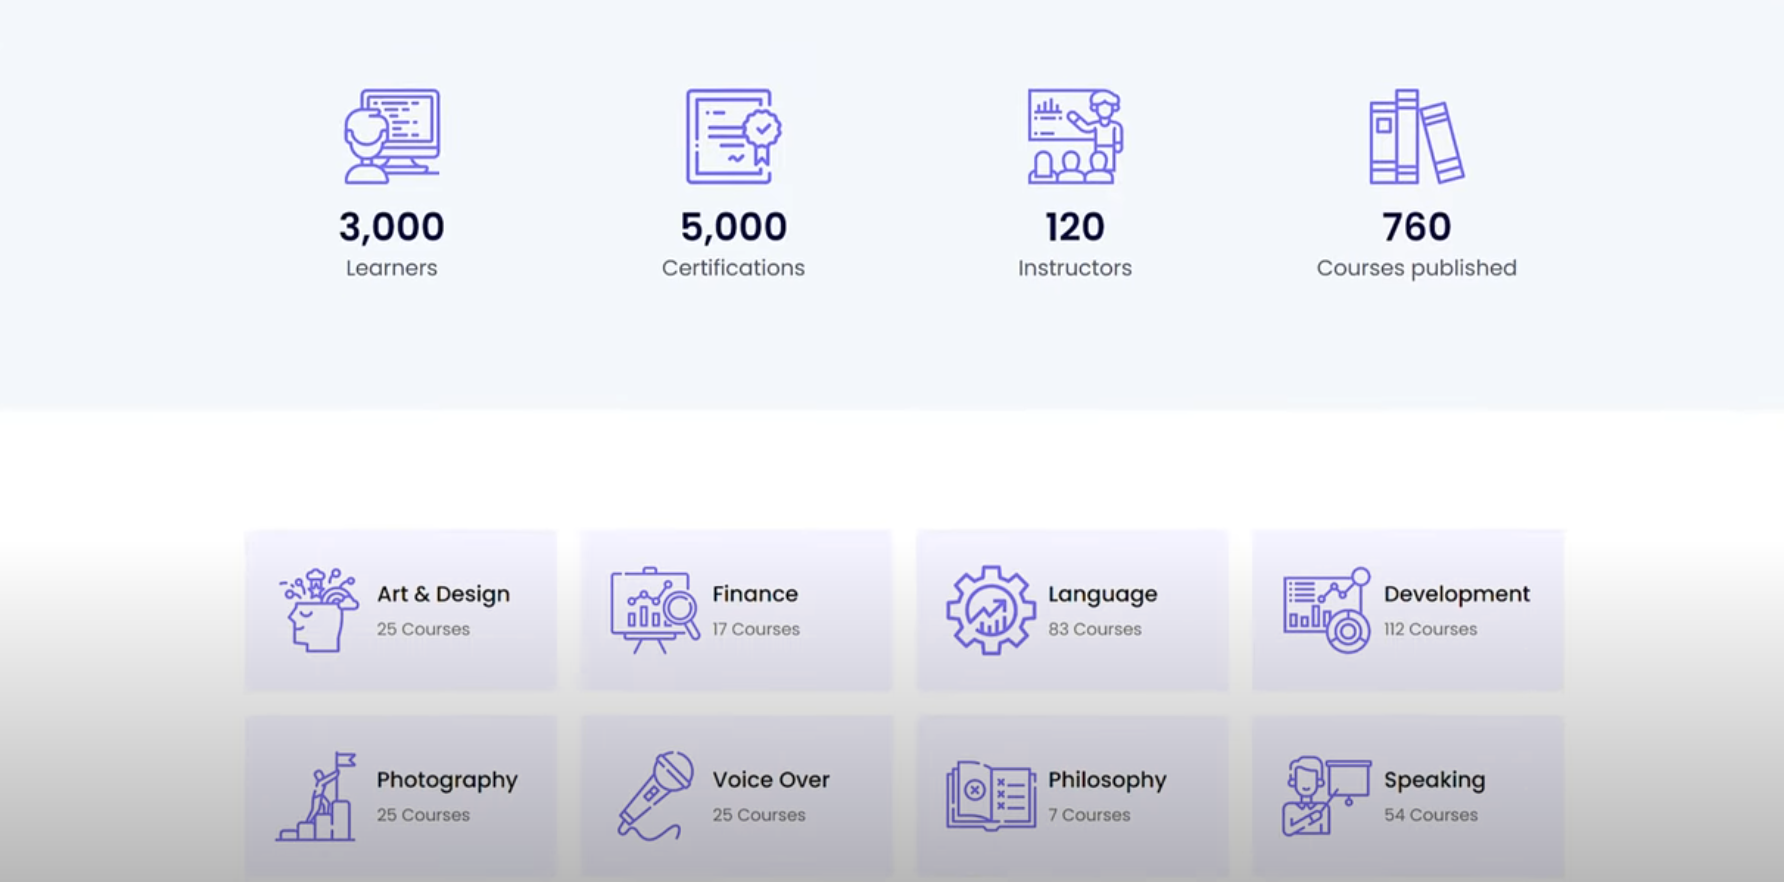 3,000
Learners
5,000
Certifications
120
Instructors
760
Courses published
Art & Design
25 Courses
Finance
17 Courses
Language
83 Courses
Development
112 Courses
Photography
25 Courses
Voice Over
25 Courses
Philosophy
7 Courses
Speaking
54 Courses